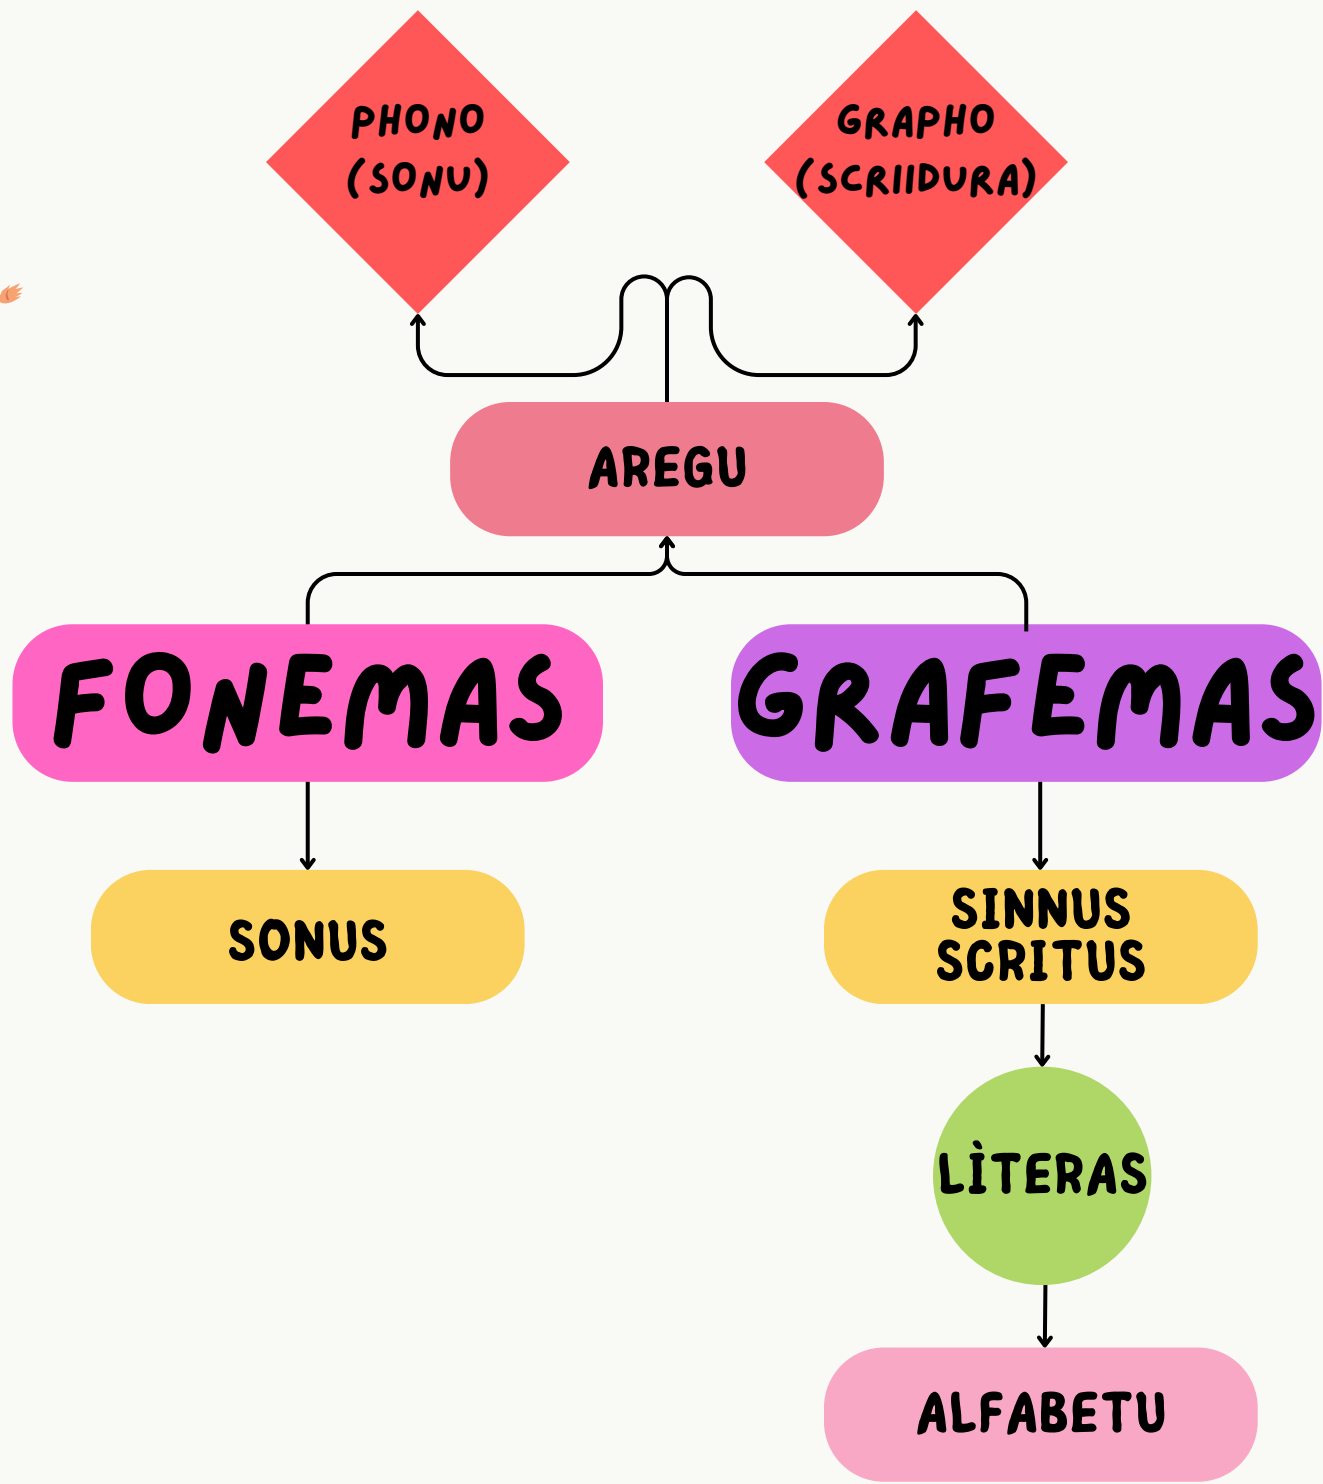 PHONO
(SONU)
GRAPHO
(SCRIIDURA)
AREGU
FONEMAS
GRAFEMAS
SONUS
SINNUS
SCRITUS
LÌTERAS
ALFABETU